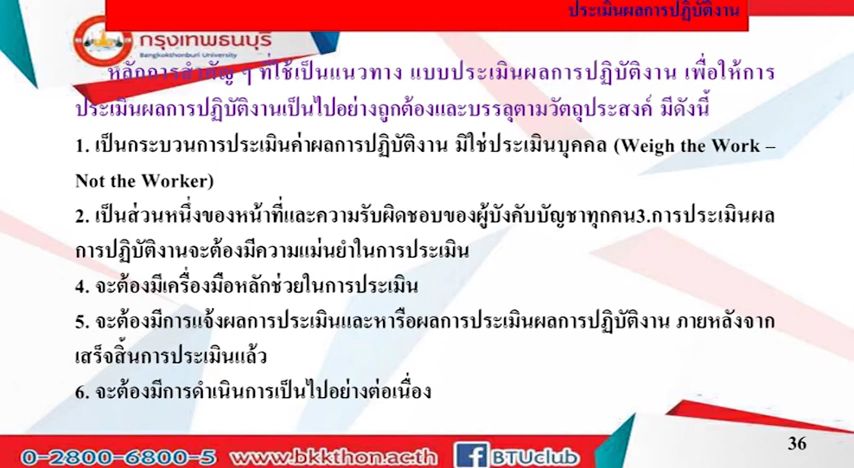 ประเมินผลการปฏิบัติงาน
กรุงเทพธนบุรี
Bangkokthonburi University
หลักการสำคัญ ๆ ที่ใช้เป็นแนวทาง แบบประเมินผลการปฏิบัติงาน เพื่อให้การ
ประเมินผลการปฏิบัติงานเป็นไปอย่างถูกต้องและบรรลุตามวัตถุประสงค์ มีดังนี้
1. เป็นกระบวนการประเมินค่าผลการปฏิบัติงาน มิใช่ประเมินบุคคล (Weigh the Work –
Not the Worker)
2. เป็นส่วนหนึ่งของหน้าที่และความรับผิดชอบของผู้บังคับบัญชาทุกคน3.การประเมินผล
การปฏิบัติงานจะต้องมีความแม่นยำในการประเมิน
4. จะต้องมีเครื่องมือหลักช่วยในการประเมิน
5. จะต้องมีการแจ้งผลการประเมินและหารือผลการประเมินผลการปฏิบัติงาน ภายหลังจาก
เสร็จสิ้นการประเมินแล้ว
6. จะต้องมีการดำเนินการเป็นไปอย่างต่อเนื่อง
36
0-2800-6800-5 www.bkkthon.ac.th f BTUclub